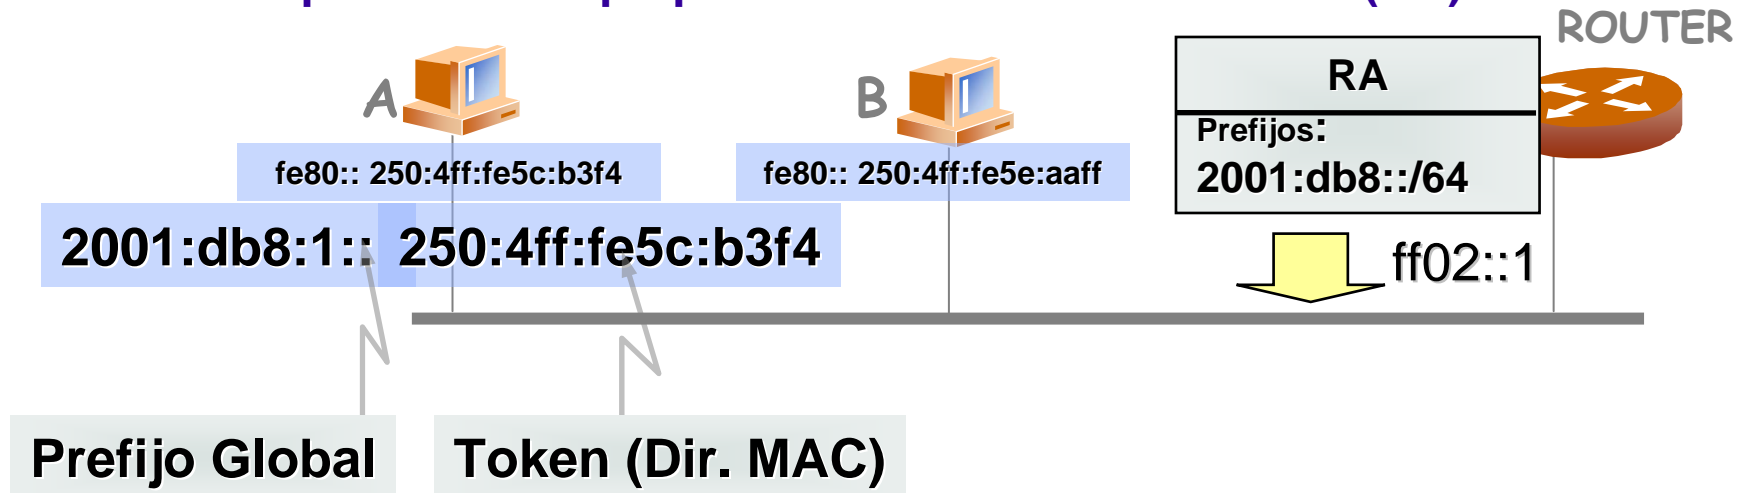 ROUTER
A
B
RA
Prefijos:
2001:db8::/64
fe80:: 250:4ff:fe5c:b3f4
fe80:: 250:4ff:fe5e:aaff
2001:db8:1:: 250:4ff:fe5c:b3f4
ff02::1
Prefijo Global
Token (Dir. MAC)